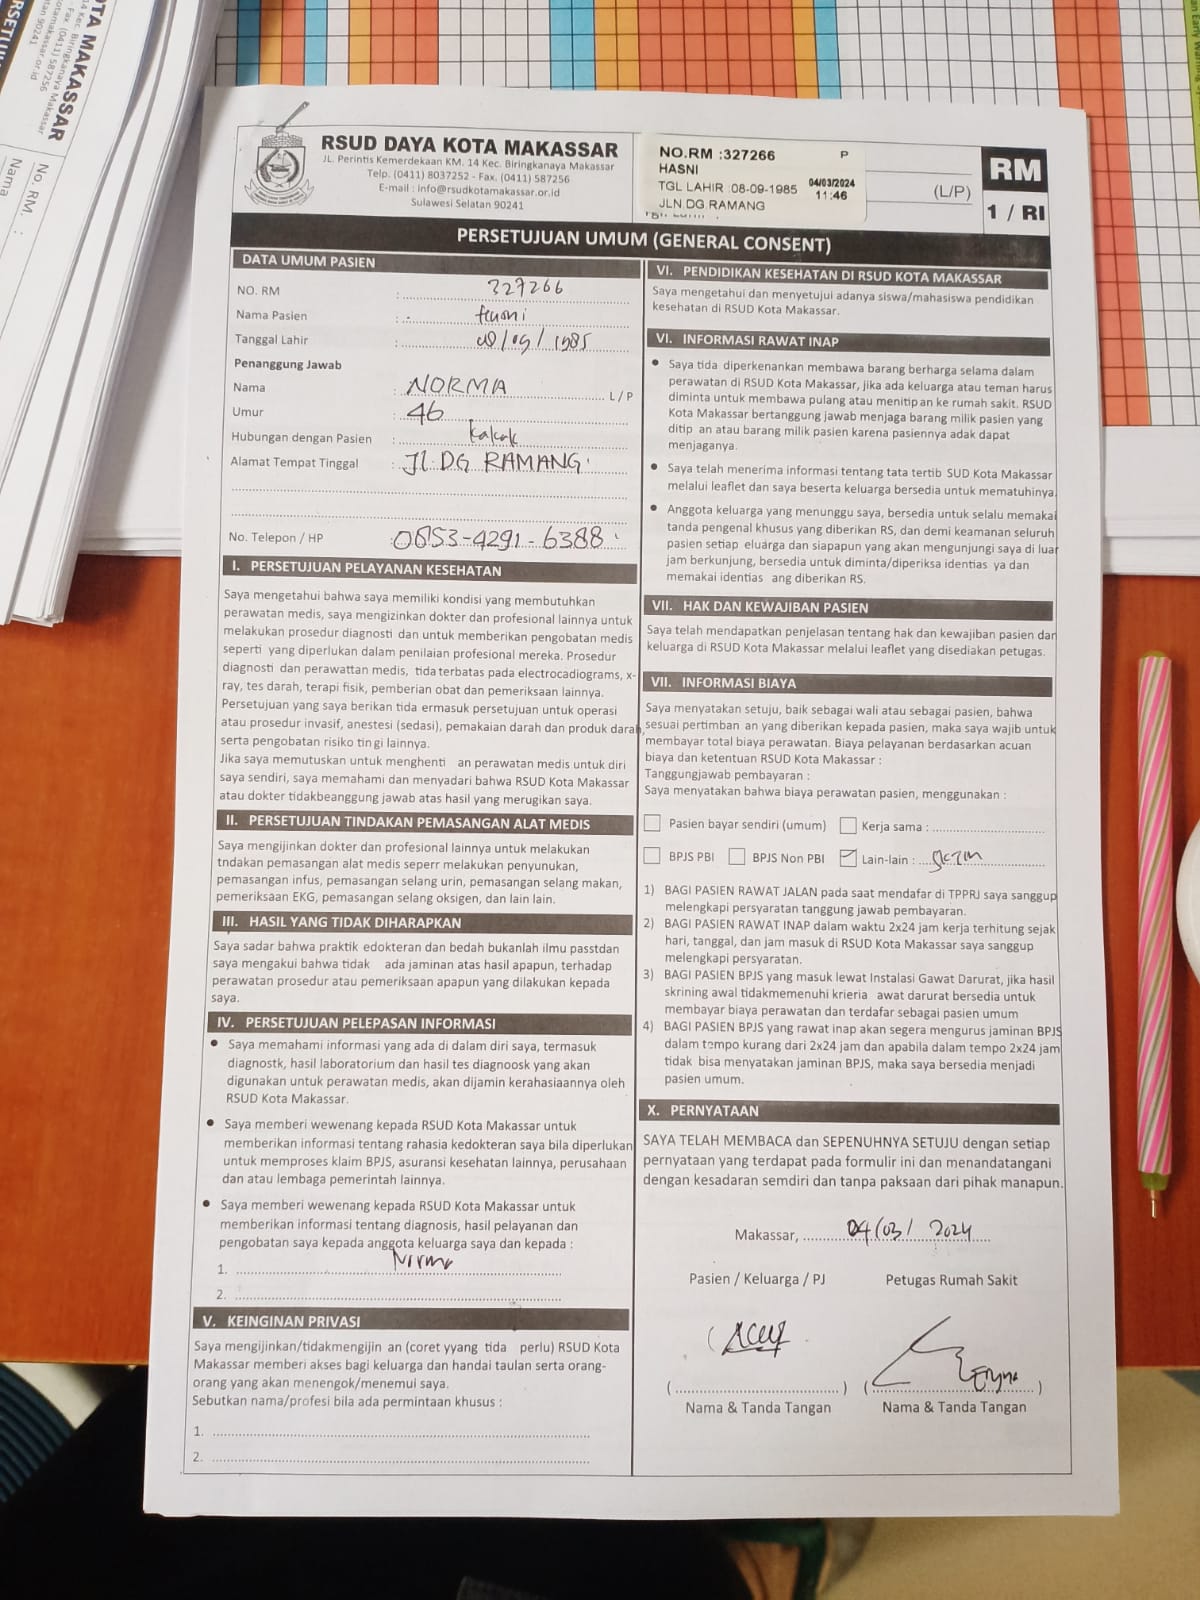 OTA MAKASSAR
14 Kec. Biringkanaya Makassar
- Fax. (0411) 587256
otamakassar.or.id
tan 90241
No. RM. :
Nama
RSUD DAYA KOTA MAKASSAR
JL. Perintis Kemerdekaan KM. 14 Kec. Biringkanaya Makassar
Telp. (0411) 8037252 - Fax. (0411) 587256
E-mail : info@rsudkotamakassar.or.id
Sulawesi Selatan 90241
NO.RM :327266 P
HASNI
TGL LAHIR :08-09-1985 04/03/2024
11:46
JLN.DG.RAMANG
(L/P)
RM
1 / RI
PERSETUJUAN UMUM (GENERAL CONSENT)
DATA UMUM PASIEN
NO. RM : 327266
Nama Pasien :
Tanggal Lahir : 08/09/1985
Penanggung Jawab
Nama : NORMA L / P
Umur : 46
Hubungan dengan Pasien : kakak
Alamat Tempat Tinggal : Jl. DG RAMANG
No. Telepon / HP : 0853-4291-6388
I. PERSETUJUAN PELAYANAN KESEHATAN
Saya mengetahui bahwa saya memiliki kondisi yang membutuhkan
perawatan medis, saya mengizinkan dokter dan profesional lainnya untuk
melakukan prosedur diagnosti dan untuk memberikan pengobatan medis
seperti yang diperlukan dalam penilaian profesional mereka. Prosedur
diagnosti dan perawattan medis, tida terbatas pada electrocadiograms, x-
ray, tes darah, terapi fisik, pemberian obat dan pemeriksaan lainnya.
Persetujuan yang saya berikan tida ermasuk persetujuan untuk operasi
atau prosedur invasif, anestesi (sedasi), pemakaian darah dan produk darah,
serta pengobatan risiko tin gi lainnya.
Jika saya memutuskan untuk menghenti an perawatan medis untuk diri
saya sendiri, saya memahami dan menyadari bahwa RSUD Kota Makassar
atau dokter tidakbeanggung jawab atas hasil yang merugikan saya.
II. PERSETUJUAN TINDAKAN PEMASANGAN ALAT MEDIS
Saya mengijinkan dokter dan profesional lainnya untuk melakukan
tndakan pemasangan alat medis seperr melakukan penyunukan,
pemasangan infus, pemasangan selang urin, pemasangan selang makan,
pemeriksaan EKG, pemasangan selang oksigen, dan lain lain.
III. HASIL YANG TIDAK DIHARAPKAN
Saya sadar bahwa praktik edokteran dan bedah bukanlah ilmu passtdan
saya mengakui bahwa tidak ada jaminan atas hasil apapun, terhadap
perawatan prosedur atau pemeriksaan apapun yang dilakukan kepada
saya.
IV. PERSETUJUAN PELEPASAN INFORMASI
• Saya memahami informasi yang ada di dalam diri saya, termasuk
diagnostk, hasil laboratorium dan hasil tes diagnoosk yang akan
digunakan untuk perawatan medis, akan dijamin kerahasiaannya oleh
RSUD Kota Makassar.
• Saya memberi wewenang kepada RSUD Kota Makassar untuk
memberikan informasi tentang rahasia kedokteran saya bila diperlukan
untuk memproses klaim BPJS, asuransi kesehatan lainnya, perusahaan
dan atau lembaga pemerintah lainnya.
• Saya memberi wewenang kepada RSUD Kota Makassar untuk
memberikan informasi tentang diagnosis, hasil pelayanan dan
pengobatan saya kepada anggota keluarga saya dan kepada :
1. Norma
2.
V. KEINGINAN PRIVASI
Saya mengijinkan/tidakmengijin an (coret yyang tida perlu) RSUD Kota
Makassar memberi akses bagi keluarga dan handai taulan serta orang-
orang yang akan menengok/menemui saya.
Sebutkan nama/profesi bila ada permintaan khusus :
1.
2.
VI. PENDIDIKAN KESEHATAN DI RSUD KOTA MAKASSAR
Saya mengetahui dan menyetujui adanya siswa/mahasiswa pendidikan
kesehatan di RSUD Kota Makassar.
VI. INFORMASI RAWAT INAP
• Saya tida diperkenankan membawa barang berharga selama dalam
perawatan di RSUD Kota Makassar, jika ada keluarga atau teman harus
diminta untuk membawa pulang atau menitip an ke rumah sakit. RSUD
Kota Makassar bertanggung jawab menjaga barang milik pasien yang
ditip an atau barang milik pasien karena pasiennya adak dapat
menjaganya.
• Saya telah menerima informasi tentang tata tertib SUD Kota Makassar
melalui leaflet dan saya beserta keluarga bersedia untuk mematuhinya.
• Anggota keluarga yang menunggu saya, bersedia untuk selalu memakai
tanda pengenal khusus yang diberikan RS, dan demi keamanan seluruh
pasien setiap eluarga dan siapapun yang akan mengunjungi saya di luar
jam berkunjung, bersedia untuk diminta/diperiksa identias ya dan
memakai identias ang diberikan RS.
VII. HAK DAN KEWAJIBAN PASIEN
Saya telah mendapatkan penjelasan tentang hak dan kewajiban pasien dan
keluarga di RSUD Kota Makassar melalui leaflet yang disediakan petugas.
VII. INFORMASI BIAYA
Saya menyatakan setuju, baik sebagai wali atau sebagai pasien, bahwa
sesuai pertimban an yang diberikan kepada pasien, maka saya wajib untuk
membayar total biaya perawatan. Biaya pelayanan berdasarkan acuan
biaya dan ketentuan RSUD Kota Makassar :
Tanggungjawab pembayaran :
Saya menyatakan bahwa biaya perawatan pasien, menggunakan :
Pasien bayar sendiri (umum) Kerja sama :
BPJS PBI BPJS Non PBI Lain-lain :
1) BAGI PASIEN RAWAT JALAN pada saat mendafar di TPPRJ saya sanggup
melengkapi persyaratan tanggung jawab pembayaran.
2) BAGI PASIEN RAWAT INAP dalam waktu 2x24 jam kerja terhitung sejak
hari, tanggal, dan jam masuk di RSUD Kota Makassar saya sanggup
melengkapi persyaratan.
3) BAGI PASIEN BPJS yang masuk lewat Instalasi Gawat Darurat, jika hasil
skrining awal tidakmemenuhi krieria awat darurat bersedia untuk
membayar biaya perawatan dan terdafar sebagai pasien umum
4) BAGI PASIEN BPJS yang rawat inap akan segera mengurus jaminan BPJS
dalam tempo kurang dari 2x24 jam dan apabila dalam tempo 2x24 jam
tidak bisa menyatakan jaminan BPJS, maka saya bersedia menjadi
pasien umum.
X. PERNYATAAN
SAYA TELAH MEMBACA dan SEPENUHNYA SETUJU dengan setiap
pernyataan yang terdapat pada formulir ini dan menandatangani
dengan kesadaran semdiri dan tanpa paksaan dari pihak manapun.
Makassar, 04/03/2024
Pasien / Keluarga / PJ Petugas Rumah Sakit
( ) ( )
Nama & Tanda Tangan Nama & Tanda Tangan